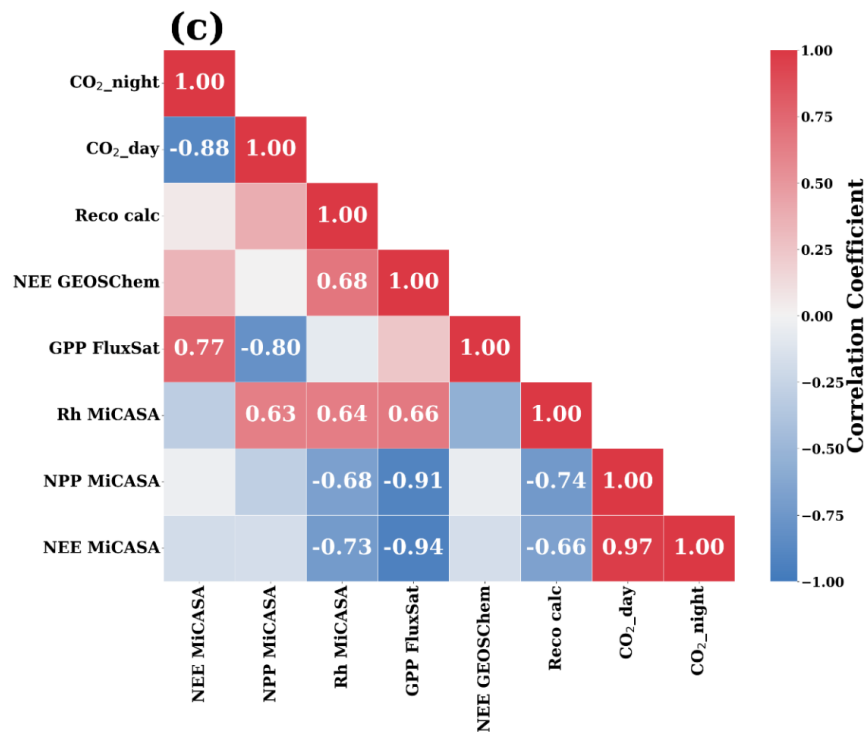 (c)
CO₂_night 1.00
CO₂_day -0.88 1.00
Reco calc 1.00
NEE GEOSChem 0.68 1.00
GPP FluxSat 0.77 -0.80 1.00
Rh MiCASA 0.63 0.64 0.66 1.00
NPP MiCASA -0.68 -0.91 -0.74 1.00
NEE MiCASA -0.73 -0.94 -0.66 0.97 1.00
NEE MiCASA
NPP MiCASA
Rh MiCASA
GPP FluxSat
NEE GEOSChem
Reco calc
CO₂_day
CO₂_night
1.00
0.75
0.50
0.25
0.00
−0.25
−0.50
−0.75
−1.00
Correlation Coefficient